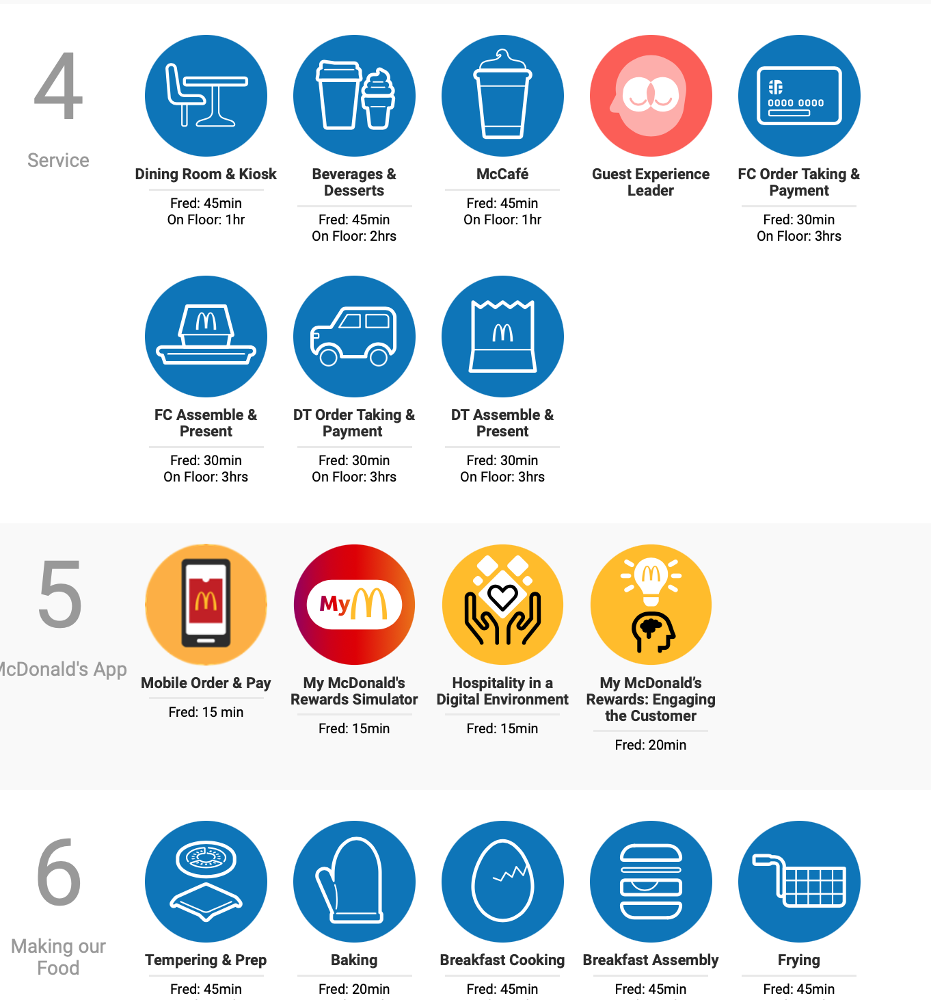 4
Service
Dining Room & Kiosk
Fred: 45min
On Floor: 1hr
Beverages &
Desserts
Fred: 45min
On Floor: 2hrs
McCafé
Fred: 45min
On Floor: 1hr
Guest Experience
Leader
0000 0000
FC Order Taking &
Payment
Fred: 30min
On Floor: 3hrs
FC Assemble &
Present
Fred: 30min
On Floor: 3hrs
DT Order Taking &
Payment
Fred: 30min
On Floor: 3hrs
DT Assemble &
Present
Fred: 30min
On Floor: 3hrs
5
McDonald's App
Mobile Order & Pay
Fred: 15 min
My
My McDonald's
Rewards Simulator
Fred: 15min
Hospitality in a
Digital Environment
Fred: 15min
My McDonald’s
Rewards: Engaging
the Customer
Fred: 20min
6
Making our
Food
Tempering & Prep
Fred: 45min
Baking
Fred: 20min
Breakfast Cooking
Fred: 45min
Breakfast Assembly
Fred: 45min
Frying
Fred: 45min